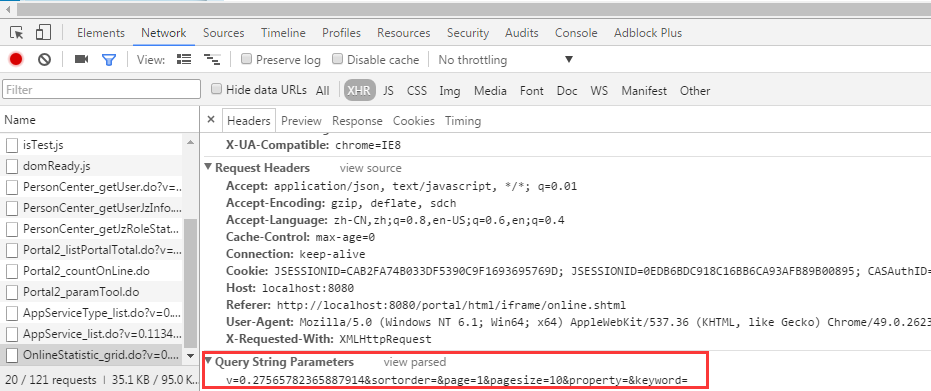 Elements Network Sources Timeline Profiles Resources Security Audits Console Adblock Plus
View: Preserve log Disable cache No throttling
Filter Hide data URLs All XHR JS CSS Img Media Font Doc WS Manifest Other
Name
isTest.js
domReady.js
PersonCenter_getUser.do?v=...
PersonCenter_getUserJzInfo....
PersonCenter_getJzRoleStat...
Portal2_listPortalTotal.do?v=...
Portal2_countOnLine.do
Portal2_paramTool.do
AppServiceType_list.do?v=0....
AppService_list.do?v=0.1134...
OnlineStatistic_grid.do?v=0....
20 / 121 requests | 35.1 KB / 95.0 K...
× Headers Preview Response Cookies Timing
X-UA-Compatible: chrome=IE8
Request Headers view source
Accept: application/json, text/javascript, */*; q=0.01
Accept-Encoding: gzip, deflate, sdch
Accept-Language: zh-CN,zh;q=0.8,en-US;q=0.6,en;q=0.4
Cache-Control: max-age=0
Connection: keep-alive
Cookie: JSESSIONID=CAB2FA74B033DF5390C9F1693695769D; JSESSIONID=0EDB6BDC918C16BB6CA93AFB89B00895; CASAuthID=
Host: localhost:8080
Referer: http://localhost:8080/portal/html/iframe/online.shtml
User-Agent: Mozilla/5.0 (Windows NT 6.1; Win64; x64) AppleWebKit/537.36 (KHTML, like Gecko) Chrome/49.0.2623
X-Requested-With: XMLHttpRequest
Query String Parameters view parsed
v=0.27565782365887914&sortorder=&page=1&pagesize=10&property=&keyword=